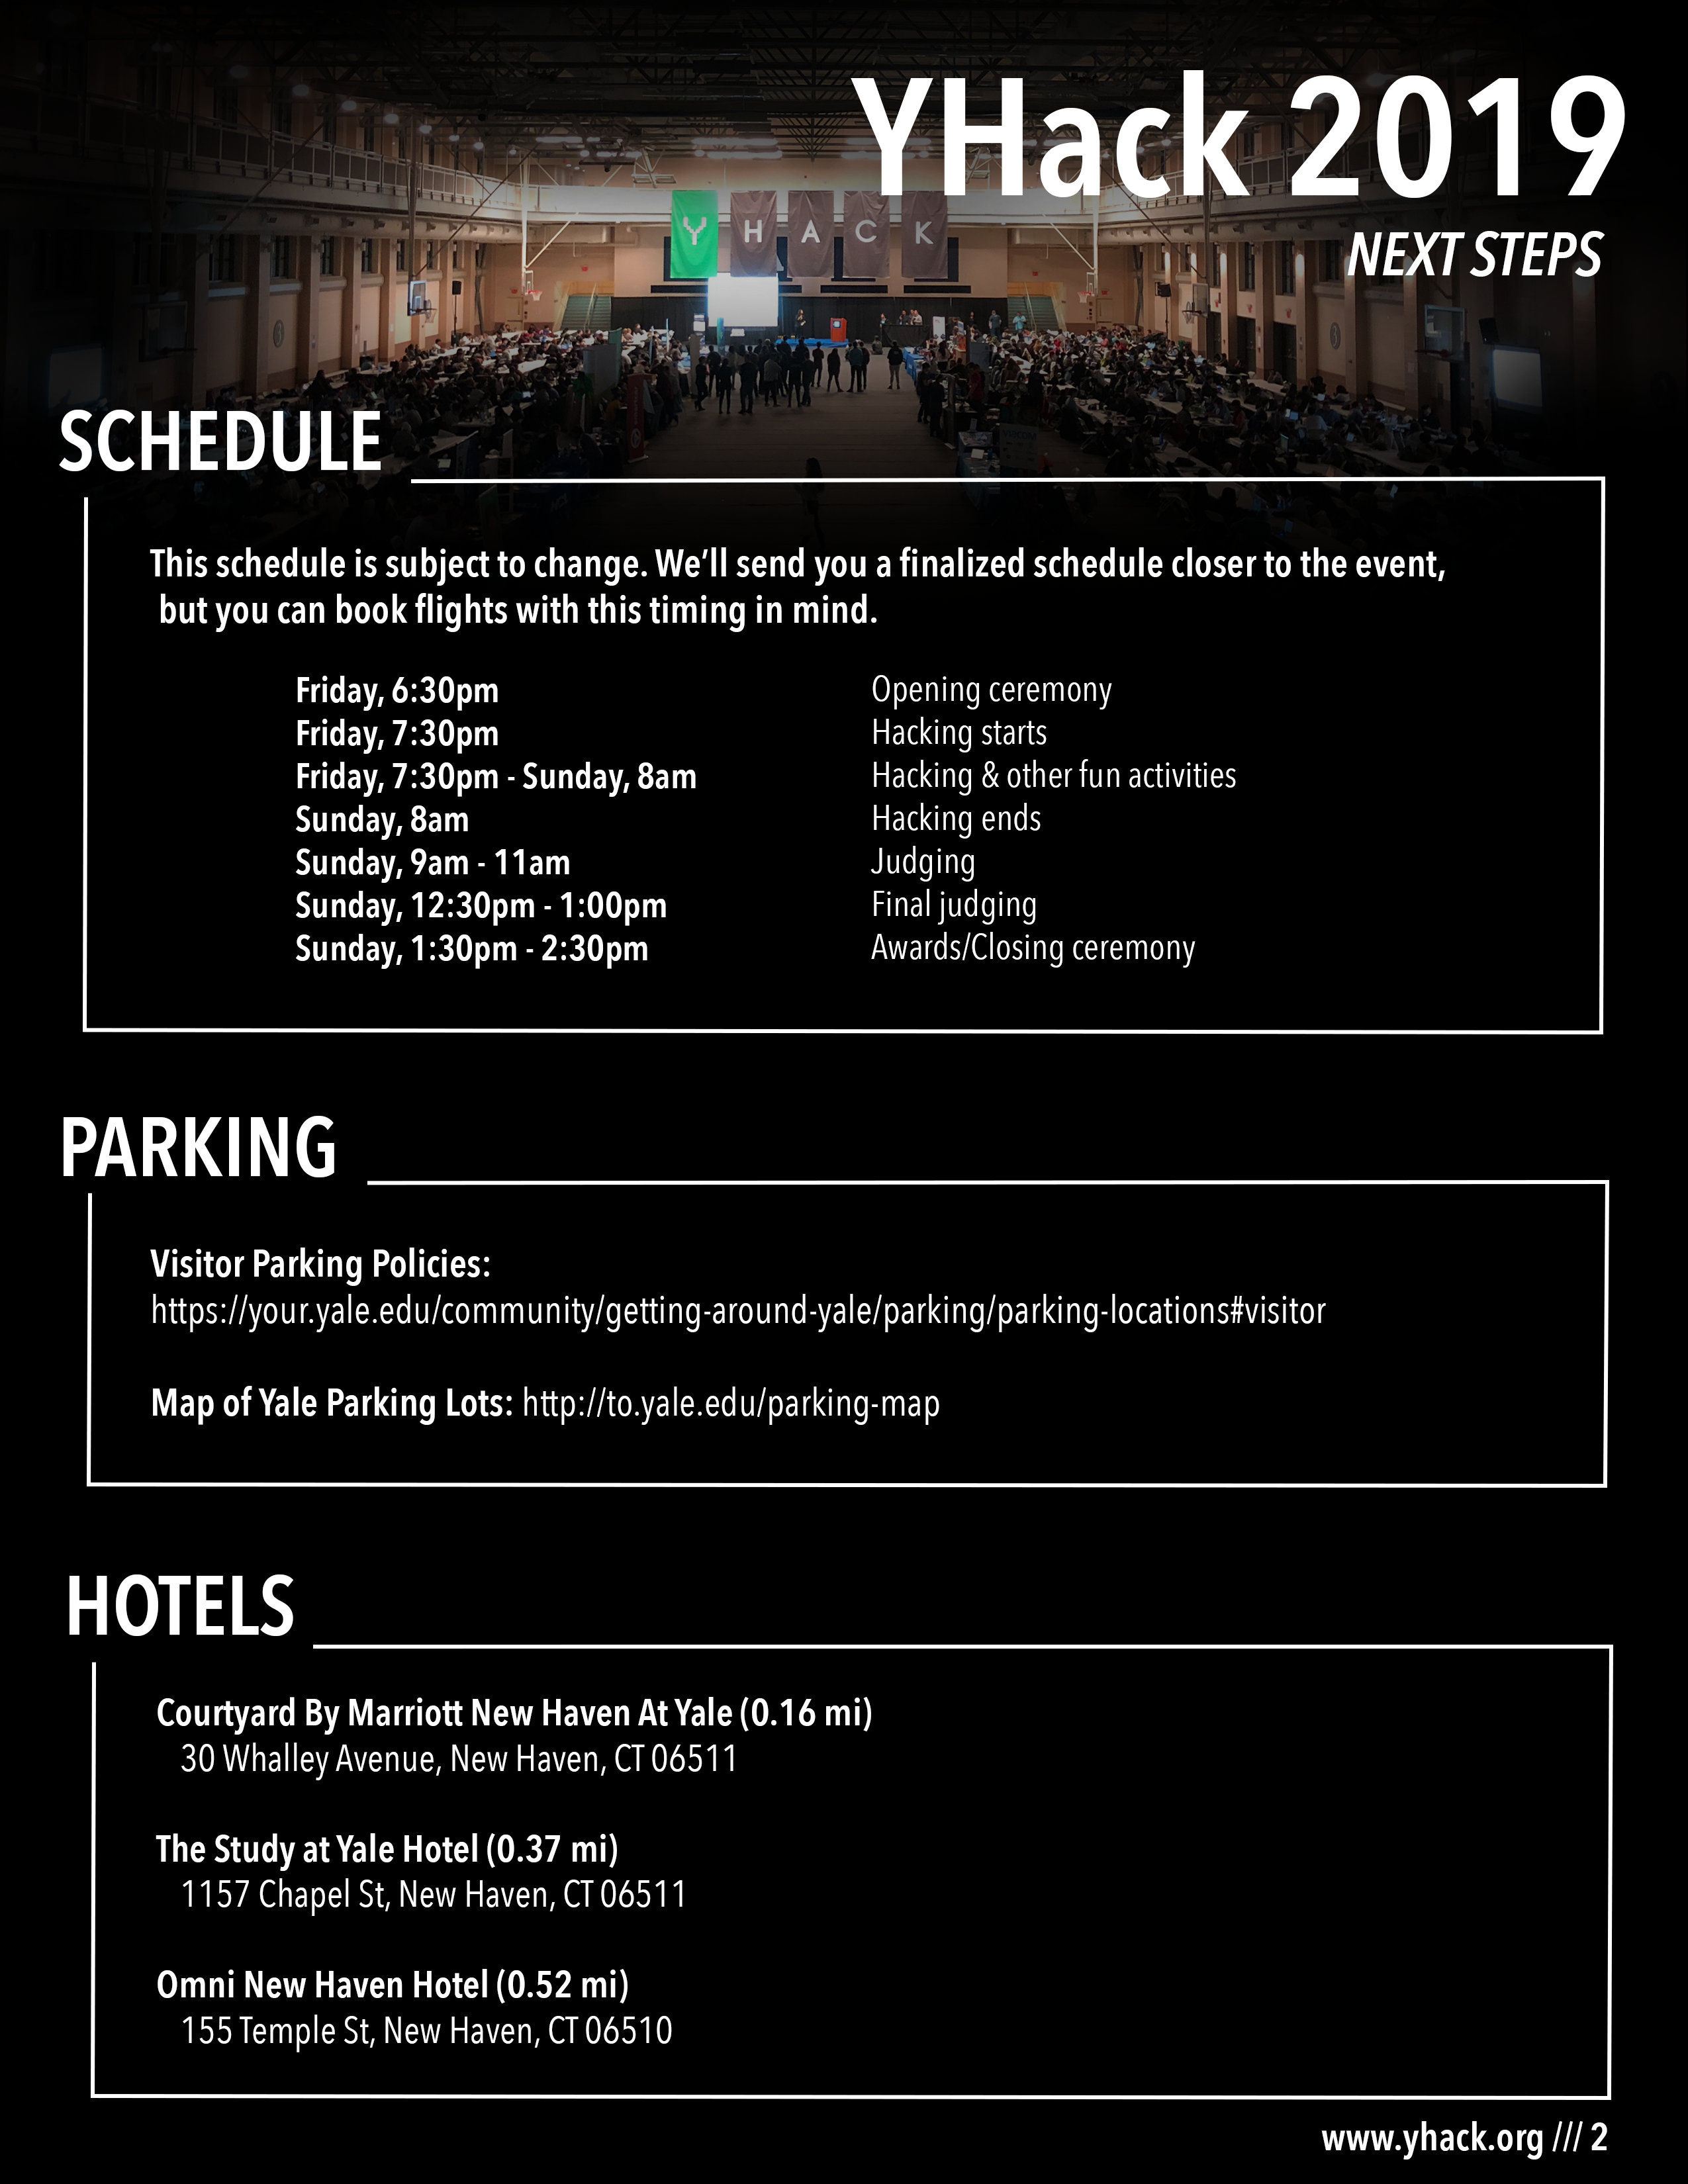 YHack 2019
NEXT STEPS
Y H A C K
SCHEDULE
This schedule is subject to change. We’ll send you a finalized schedule closer to the event,
but you can book flights with this timing in mind.
Friday, 6:30pm Opening ceremony
Friday, 7:30pm Hacking starts
Friday, 7:30pm - Sunday, 8am Hacking & other fun activities
Sunday, 8am Hacking ends
Sunday, 9am - 11am Judging
Sunday, 12:30pm - 1:00pm Final judging
Sunday, 1:30pm - 2:30pm Awards/Closing ceremony
PARKING
Visitor Parking Policies:
https://your.yale.edu/community/getting-around-yale/parking/parking-locations#visitor
Map of Yale Parking Lots: http://to.yale.edu/parking-map
HOTELS
Courtyard By Marriott New Haven At Yale (0.16 mi)
30 Whalley Avenue, New Haven, CT 06511
The Study at Yale Hotel (0.37 mi)
1157 Chapel St, New Haven, CT 06511
Omni New Haven Hotel (0.52 mi)
155 Temple St, New Haven, CT 06510
www.yhack.org /// 2